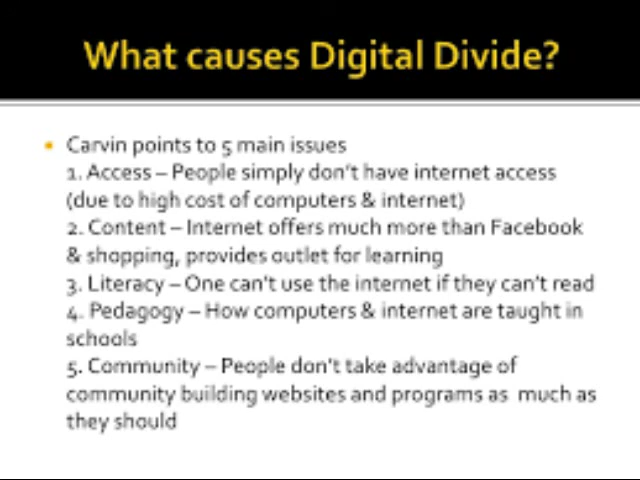 What causes Digital Divide?
Carvin points to 5 main issues
1. Access – People simply don't have internet access
(due to high cost of computers & internet)
2. Content – Internet offers much more than Facebook
& shopping, provides outlet for learning
3. Literacy – One can't use the internet if they can't read
4. Pedagogy – How computers & internet are taught in
schools
5. Community – People don't take advantage of
community building websites and programs as  much as
they should